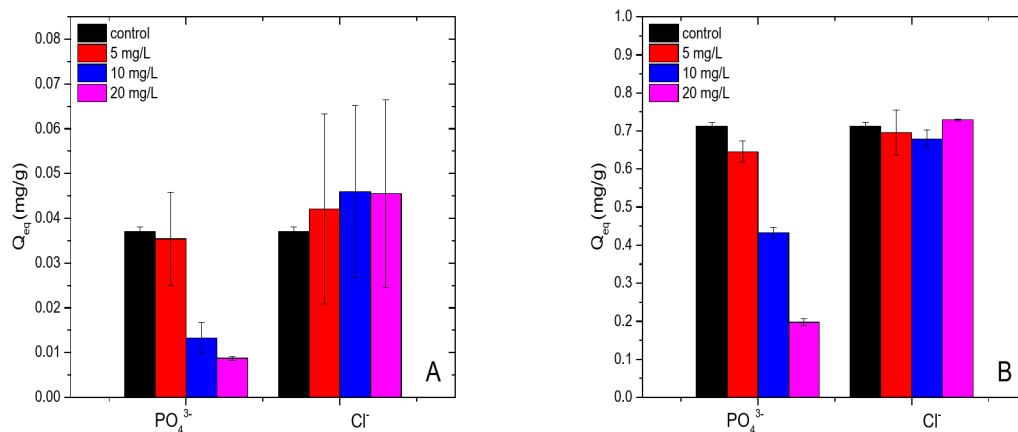 0.08
0.07
0.06
0.05
0.04
0.03
0.02
0.01
0.00
Q_eq (mg/g)
control
5 mg/L
10 mg/L
20 mg/L
A
PO₄³⁻ Cl⁻
1.0
0.9
0.8
0.7
0.6
0.5
0.4
0.3
0.2
0.1
0.0
Q_eq (mg/g)
control
5 mg/L
10 mg/L
20 mg/L
B
PO₄³⁻ Cl⁻